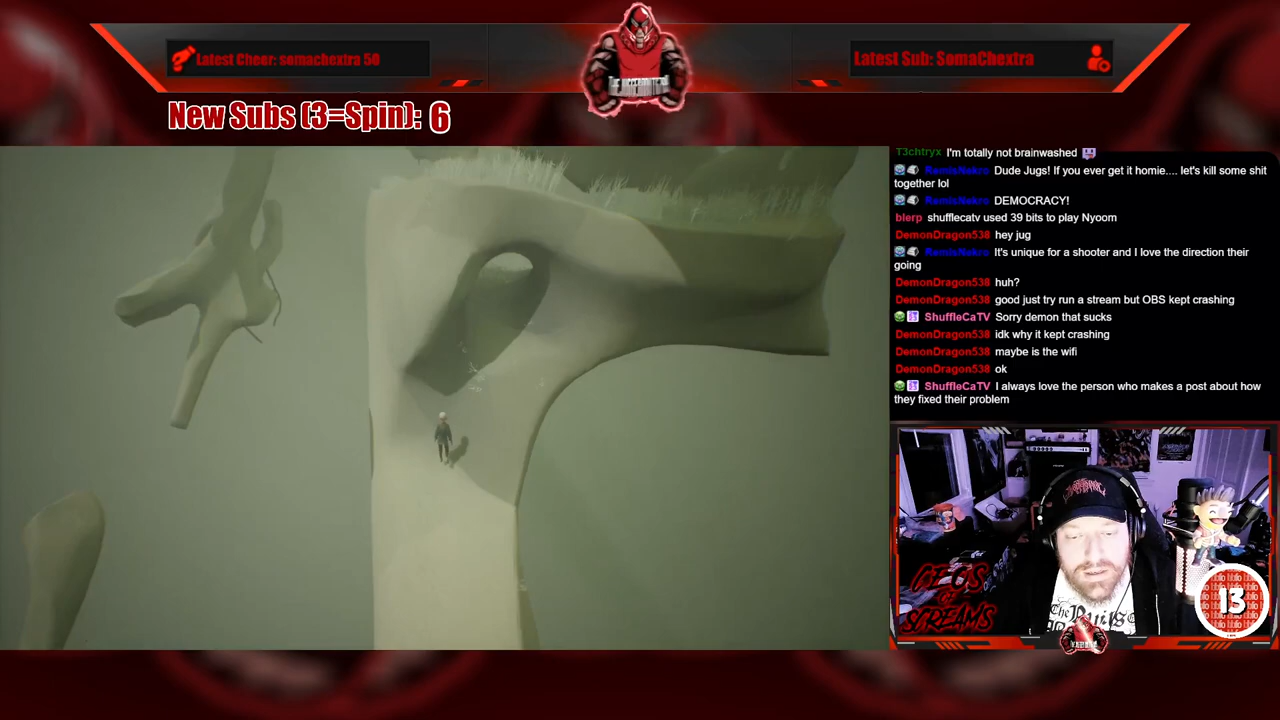 Latest Cheer: somachextra 50
Latest Sub: SomaChextra
New Subs (3=Spin): 6
T3chtryx I'm totally not brainwashed
RemisNekro Dude Jugs! If you ever get it homie.... let's kill some shit
together lol
RemisNekro DEMOCRACY!
blerp shufflecatv used 39 bits to play Nyoom
DemonDragon538 hey jug
RemisNekro It's unique for a shooter and I love the direction their
going
DemonDragon538 huh?
DemonDragon538 good just try run a stream but OBS kept crashing
ShuffleCaTV Sorry demon that sucks
DemonDragon538 idk why it kept crashing
DemonDragon538 maybe is the wifi
DemonDragon538 ok
ShuffleCaTV I always love the person who makes a post about how
they fixed their problem
SCREAMS
13